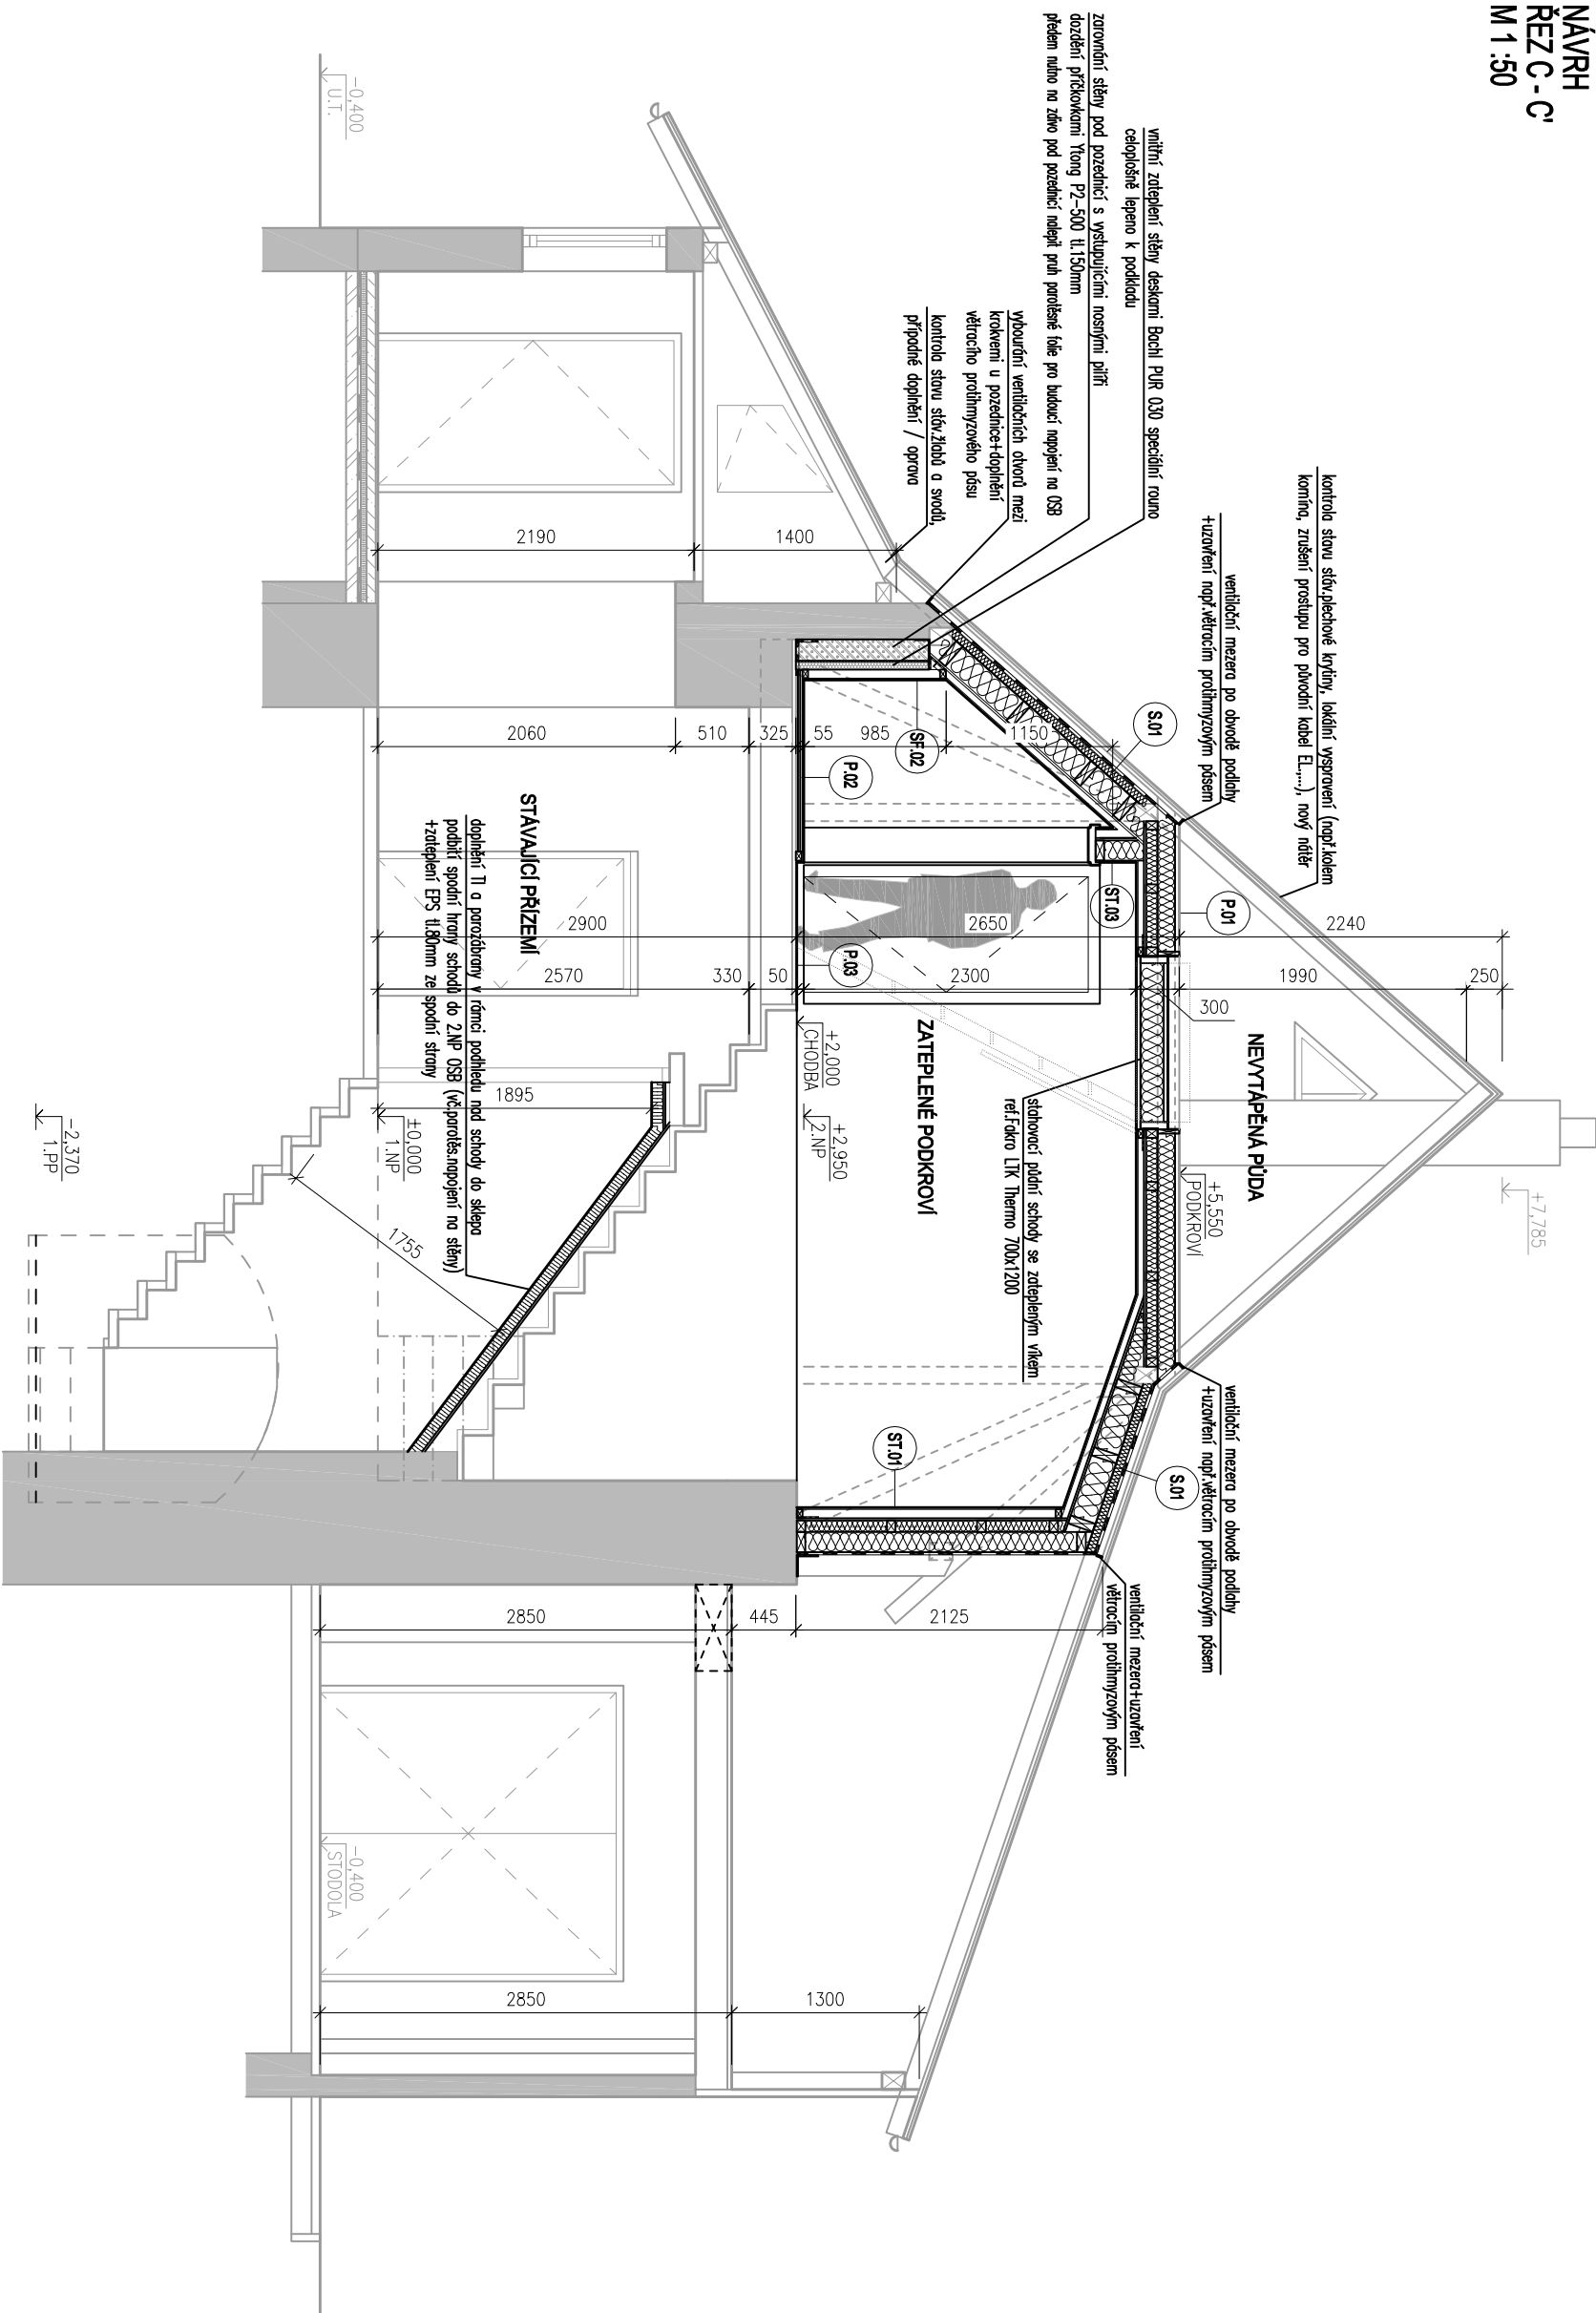 NÁVRH
ŘEZ C - C'
M 1 :50
kontrola stavu stáv.plechové krytiny, lokální vyspravení (např.kolem
komína, zrušení prostupu pro původní kabel EL.,...), nový nátěr
ventilační mezera po obvodě podlahy
+uzavření např.větracím protihmyzovým pásem
vnitřní zateplení stěny deskami Bachl PUR 030 speciální rouno
celoplošně lepeno k podkladu
zarovnání stěny pod pozednicí s vystupujícími nosnými pilíři
dozdění příčkovkami Ytong P2-500 tl.150mm
předem nutno na zdivo pod pozednicí nalepit pruh parotěsné folie pro budoucí napojení na OSB
vybourání ventilačních otvorů mezi
krokvemi u pozednice+doplnění
větracího protihmyzového pásu
kontrola stavu stáv.žlabů a svodů,
případné doplnění / oprava
ventilační mezera po obvodě podlahy
+uzavření např.větracím protihmyzovým pásem
ventilační mezera+uzavření
větracím protihmyzovým pásem
+7,785
2240
1990
250
300
NEVYTÁPĚNÁ PŮDA
+5,550
PODKROVÍ
P.01
S.01
S.01
ST.03
SF.02
P.02
P.03
ST.01
stahovací půdní schody se zatepleným víkem
ref.Fakro LTK Thermo 700x1200
ZATEPLENÉ PODKROVÍ
+2,950
2.NP
+2,000
CHODBA
1150
985
55
325
510
2060
2650
2900
2300
50
330
2570
1400
2190
STÁVAJÍCÍ PŘÍZEMÍ
doplnění TI a parozábrany v rámci podhledu nad schody do sklepa
podbití spodní hrany schodů do 2.NP OSB (vč.parotěs.napojení na stěny)
+zateplení EPS tl.80mm ze spodní strany
1895
±0,000
1.NP
1755
-2,370
1.PP
-0,400
U.T.
2125
445
2850
1300
2850
-0,400
STODOLA